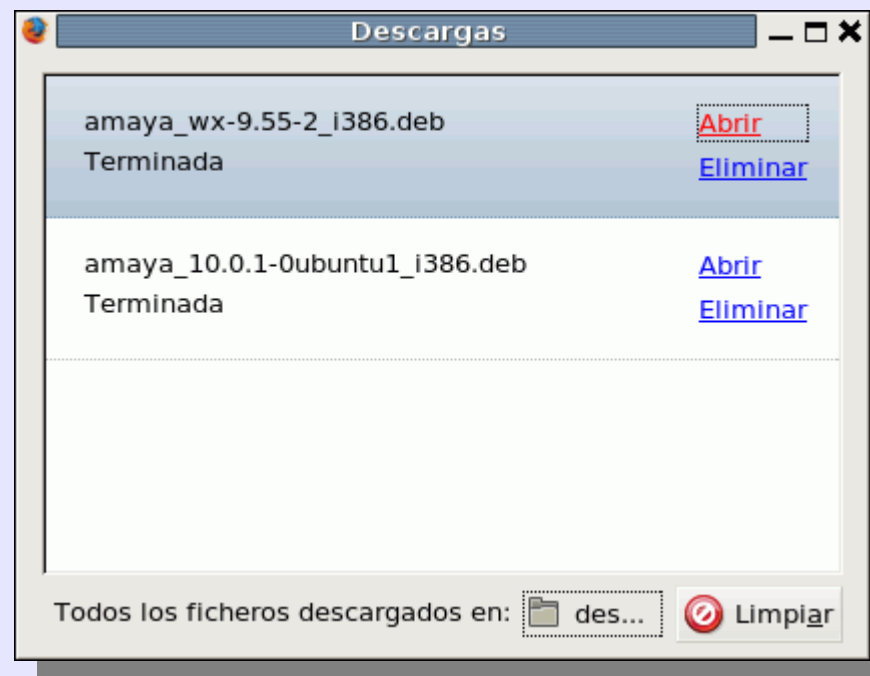 Descargas
amaya_wx-9.55-2_i386.deb
Abrir
Terminada
Eliminar
amaya_10.0.1-0ubuntu1_i386.deb
Abrir
Terminada
Eliminar
Todos los ficheros descargados en: des... Limpiar